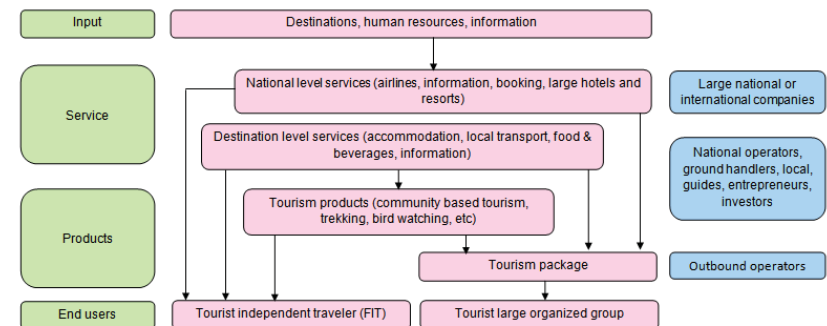 Input
Destinations, human resources, information
National level services (airlines, information, booking, large hotels and
resorts)
Large national or
international companies
Service
Destination level services (accommodation, local transport, food &
beverages, information)
National operators,
ground handlers, local,
guides, entrepreneurs,
investors
Tourism products (community based tourism,
trekking, bird watching, etc)
Products
Tourism package
Outbound operators
End users
Tourist independent traveler (FIT)
Tourist large organized group